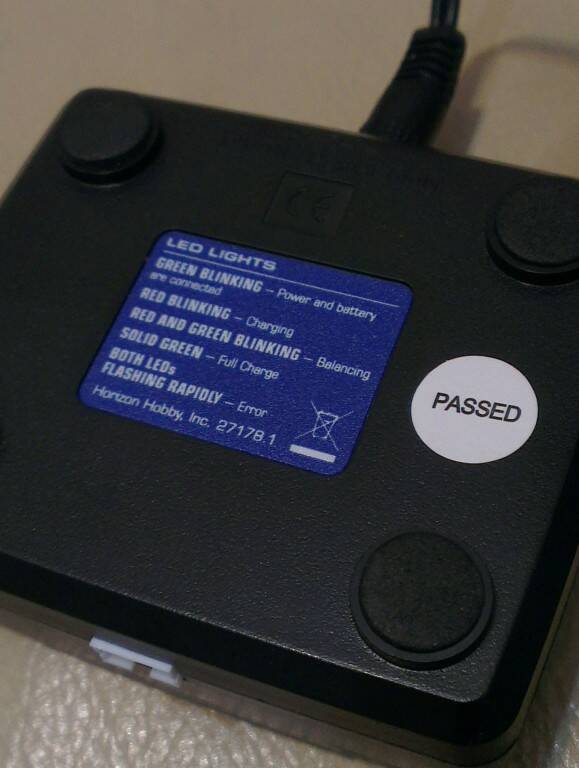 CE
LED LIGHTS
GREEN BLINKING – Power and battery
are connected
RED BLINKING – Charging
RED AND GREEN BLINKING – Balancing
SOLID GREEN – Full Charge
BOTH LEDs
FLASHING RAPIDLY – Error
Horizon Hobby, Inc. 27178.1
PASSED